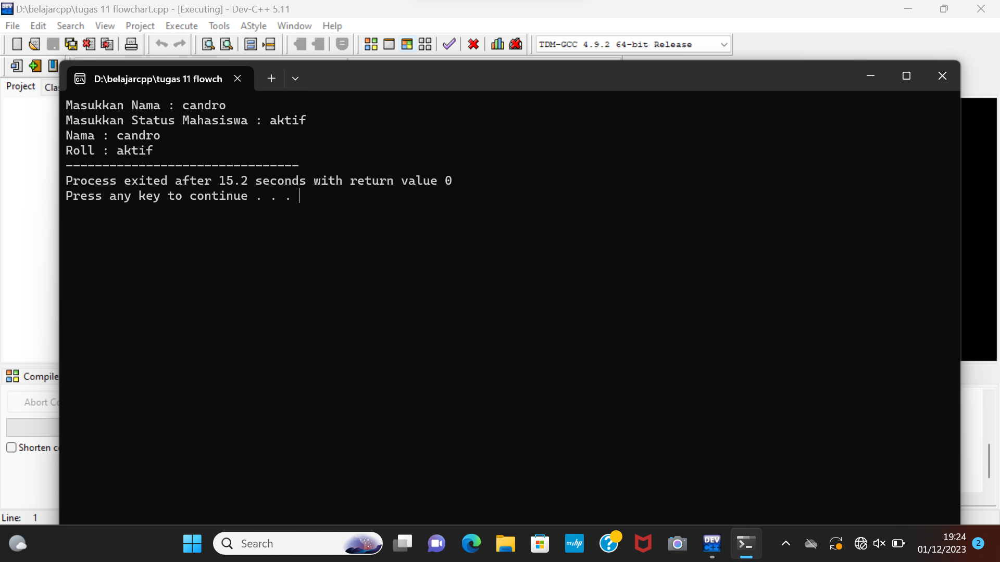 D:\belajarcpp\tugas 11 flowchart.cpp - [Executing] - Dev-C++ 5.11
File Edit Search View Project Execute Tools AStyle Window Help
TDM-GCC 4.9.2 64-bit Release
Project Cla
D:\belajarcpp\tugas 11 flowch
Masukkan Nama : candro
Masukkan Status Mahasiswa : aktif
Nama : candro
Roll : aktif
--------------------------------
Process exited after 15.2 seconds with return value 0
Press any key to continue . . .
Compile
Abort Co
Shorten c
Line: 1
Search
myhp
DEV C++
19:24
01/12/2023
2